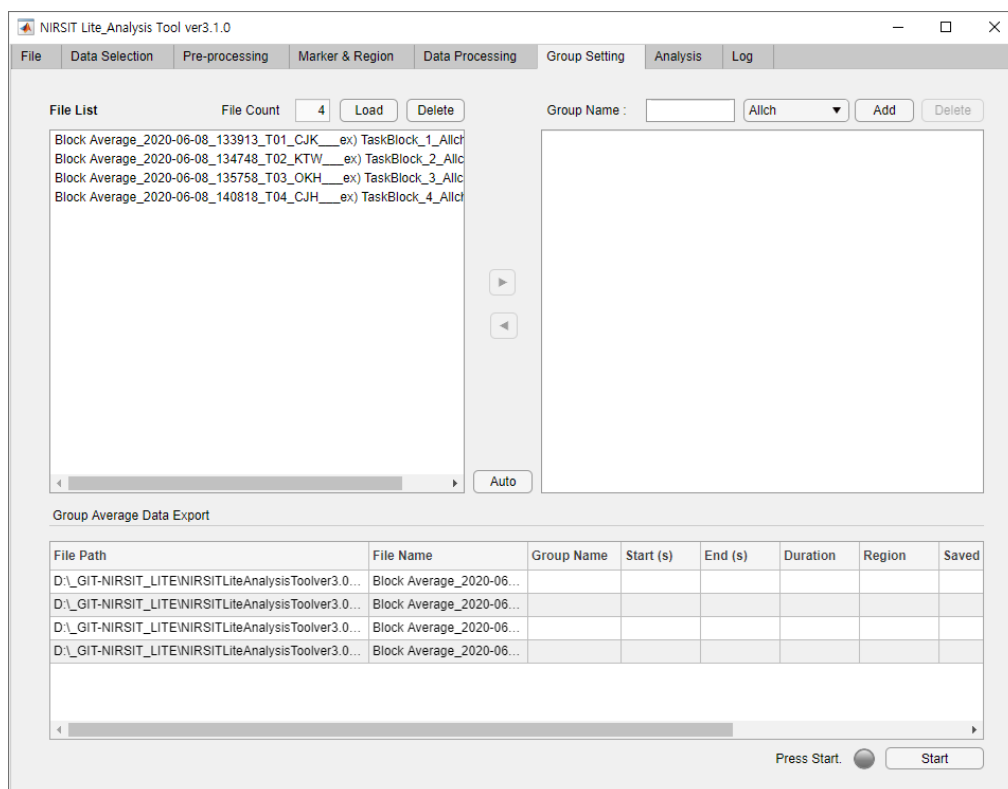 NIRSIT Lite_Analysis Tool ver3.1.0
File Data Selection Pre-processing Marker & Region Data Processing Group Setting Analysis Log
File List File Count 4 Load Delete Group Name : Allch Add Delete
Block Average_2020-06-08_133913_T01_CJK___ex) TaskBlock_1_Allch
Block Average_2020-06-08_134748_T02_KTW___ex) TaskBlock_2_Allc
Block Average_2020-06-08_135758_T03_OKH___ex) TaskBlock_3_Allc
Block Average_2020-06-08_140818_T04_CJH___ex) TaskBlock_4_Allch
Auto
Group Average Data Export
File Path File Name Group Name Start (s) End (s) Duration Region Saved
D:\_GIT-NIRSIT_LITE\NIRSITLiteAnalysisToolver3.0... Block Average_2020-06...
D:\_GIT-NIRSIT_LITE\NIRSITLiteAnalysisToolver3.0... Block Average_2020-06...
D:\_GIT-NIRSIT_LITE\NIRSITLiteAnalysisToolver3.0... Block Average_2020-06...
D:\_GIT-NIRSIT_LITE\NIRSITLiteAnalysisToolver3.0... Block Average_2020-06...
Press Start. Start